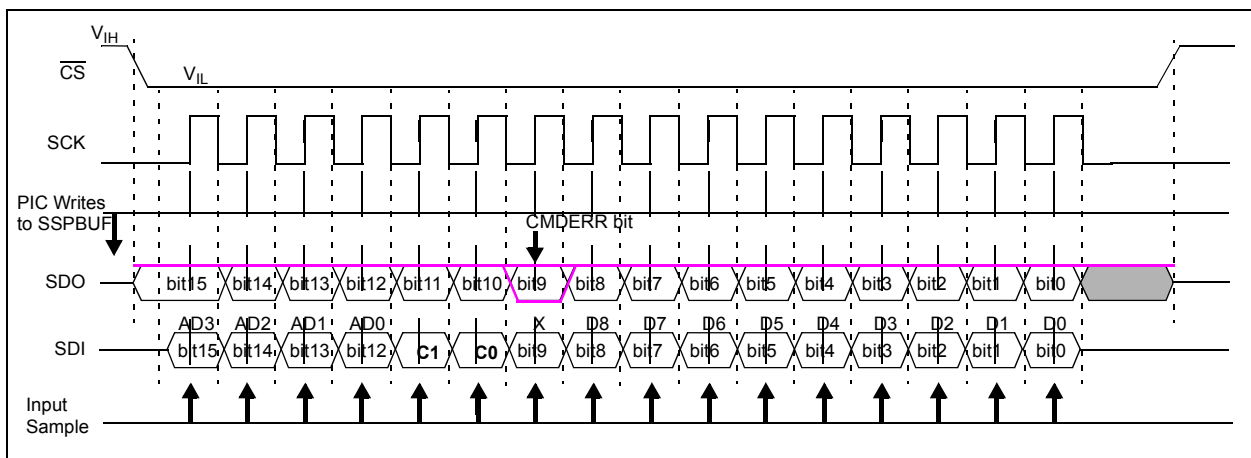 VIH
CS
VIL
SCK
PIC Writes
to SSPBUF
CMDERR bit
SDO bit15 bit14 bit13 bit12 bit11 bit10 bit9 bit8 bit7 bit6 bit5 bit4 bit3 bit2 bit1 bit0
AD3 AD2 AD1 AD0 X D8 D7 D6 D5 D4 D3 D2 D1 D0
SDI bit15 bit14 bit13 bit12 C1 C0 bit9 bit8 bit7 bit6 bit5 bit4 bit3 bit2 bit1 bit0
Input
Sample